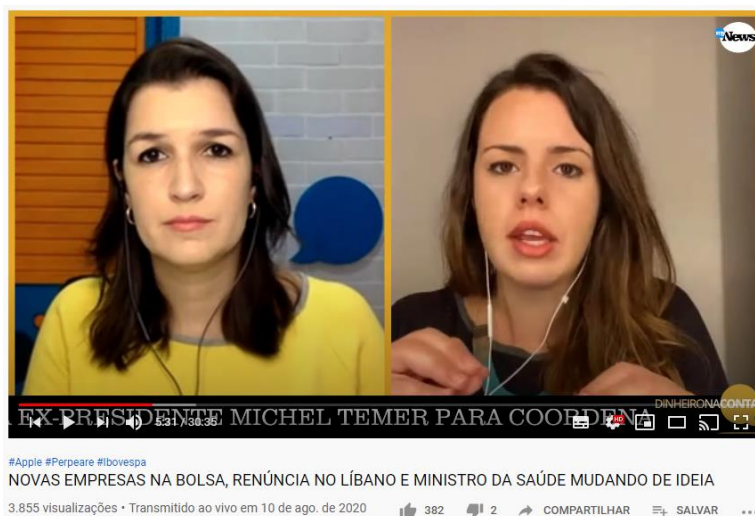 News
DINHEIRONACONTA
EX-PRESIDENTE MICHEL TEMER PARA COORDENA
5:31 / 30:35
HD
#Apple #Perpeare #Ibovespa
NOVAS EMPRESAS NA BOLSA, RENÚNCIA NO LÍBANO E MINISTRO DA SAÚDE MUDANDO DE IDEIA
3.855 visualizações • Transmitido ao vivo em 10 de ago. de 2020
382
2
COMPARTILHAR
SALVAR